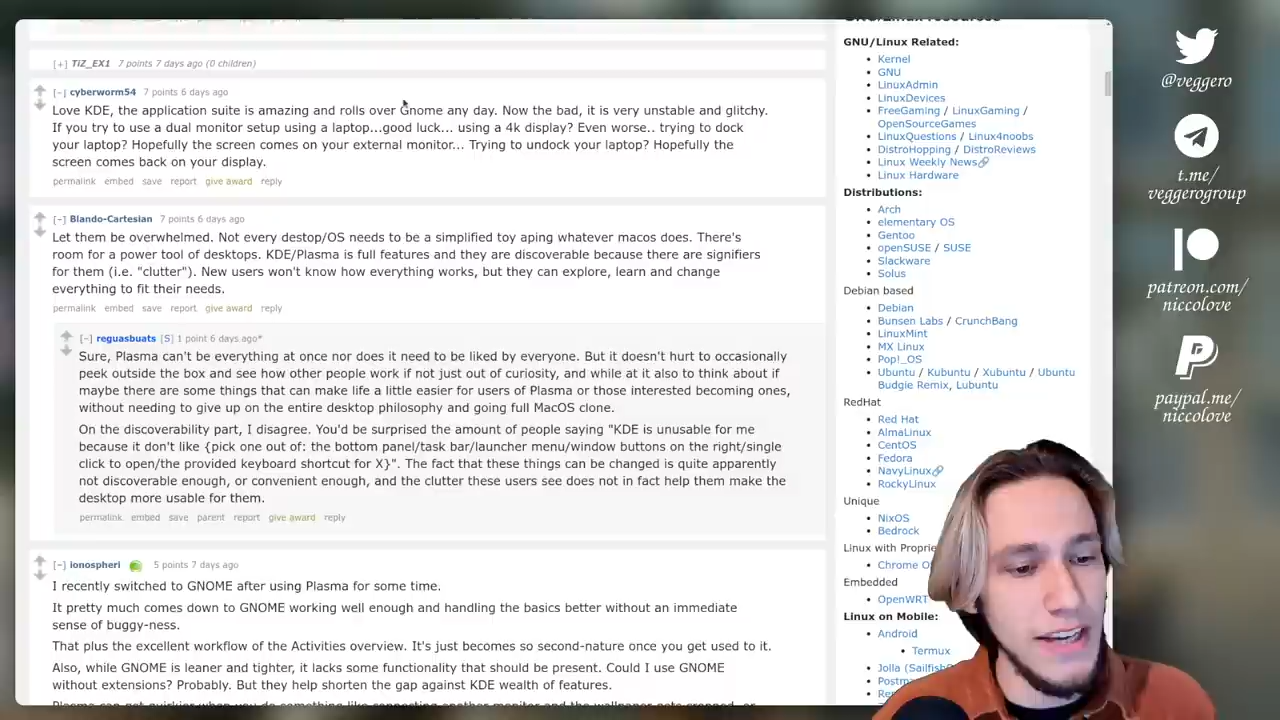 GNU/Linux resources
[+] TiZ_EX1 7 points 7 days ago (0 children)
[-] cyberworm54 7 points 6 days ago
Love KDE, the application suite is amazing and rolls over Gnome any day. Now the bad, it is very unstable and glitchy.
If you try to use a dual monitor setup using a laptop...good luck... using a 4k display? Even worse.. trying to dock
your laptop? Hopefully the screen comes on your external monitor... Trying to undock your laptop? Hopefully the
screen comes back on your display.
permalink embed save report give award reply
[-] Blando-Cartesian 7 points 6 days ago
Let them be overwhelmed. Not every destop/OS needs to be a simplified toy aping whatever macos does. There's
room for a power tool of desktops. KDE/Plasma is full features and they are discoverable because there are signifiers
for them (i.e. "clutter"). New users won't know how everything works, but they can explore, learn and change
everything to fit their needs.
permalink embed save report give award reply
[-] reguasbuats [S] 1 point 6 days ago*
Sure, Plasma can't be everything at once nor does it need to be liked by everyone. But it doesn't hurt to occasionally
peek outside the box and see how other people work if not just out of curiosity, and while at it also to think about if
maybe there are some things that can make life a little easier for users of Plasma or those interested becoming ones,
without needing to give up on the entire desktop philosophy and going full MacOS clone.
On the discoverability part, I disagree. You'd be surprised the amount of people saying "KDE is unusable for me
because it don't like {pick one out of: the bottom panel/task bar/launcher menu/window buttons on the right/single
click to open/the provided keyboard shortcut for X}". The fact that these things can be changed is quite apparently
not discoverable enough, or convenient enough, and the clutter these users see does not in fact help them make the
desktop more usable for them.
permalink embed save parent report give award reply
[-] ionospheri 5 points 7 days ago
I recently switched to GNOME after using Plasma for some time.
It pretty much comes down to GNOME working well enough and handling the basics better without an immediate
sense of buggy-ness.
That plus the excellent workflow of the Activities overview. It's just becomes so second-nature once you get used to it.
Also, while GNOME is leaner and tighter, it lacks some functionality that should be present. Could I use GNOME
without extensions? Probably. But they help shorten the gap against KDE wealth of features.
GNU/Linux Related:
Kernel
GNU
LinuxAdmin
LinuxDevices
FreeGaming / LinuxGaming /
OpenSourceGames
LinuxQuestions / Linux4noobs
DistroHopping / DistroReviews
Linux Weekly News
Linux Hardware
Distributions:
Arch
elementary OS
Gentoo
openSUSE / SUSE
Slackware
Solus
Debian based
Debian
Bunsen Labs / CrunchBang
LinuxMint
MX Linux
Pop!_OS
Ubuntu / Kubuntu / Xubuntu / Ubuntu
Budgie Remix, Lubuntu
RedHat
Red Hat
AlmaLinux
CentOS
Fedora
NavyLinux
RockyLinux
Unique
NixOS
Bedrock
Linux with Proprie
Chrome O
Embedded
OpenWRT
Linux on Mobile:
Android
Termux
Jolla (Sailfish
Postma
@veggero
t.me/
veggerogroup
patreon.com/
niccolove
paypal.me/
niccolove